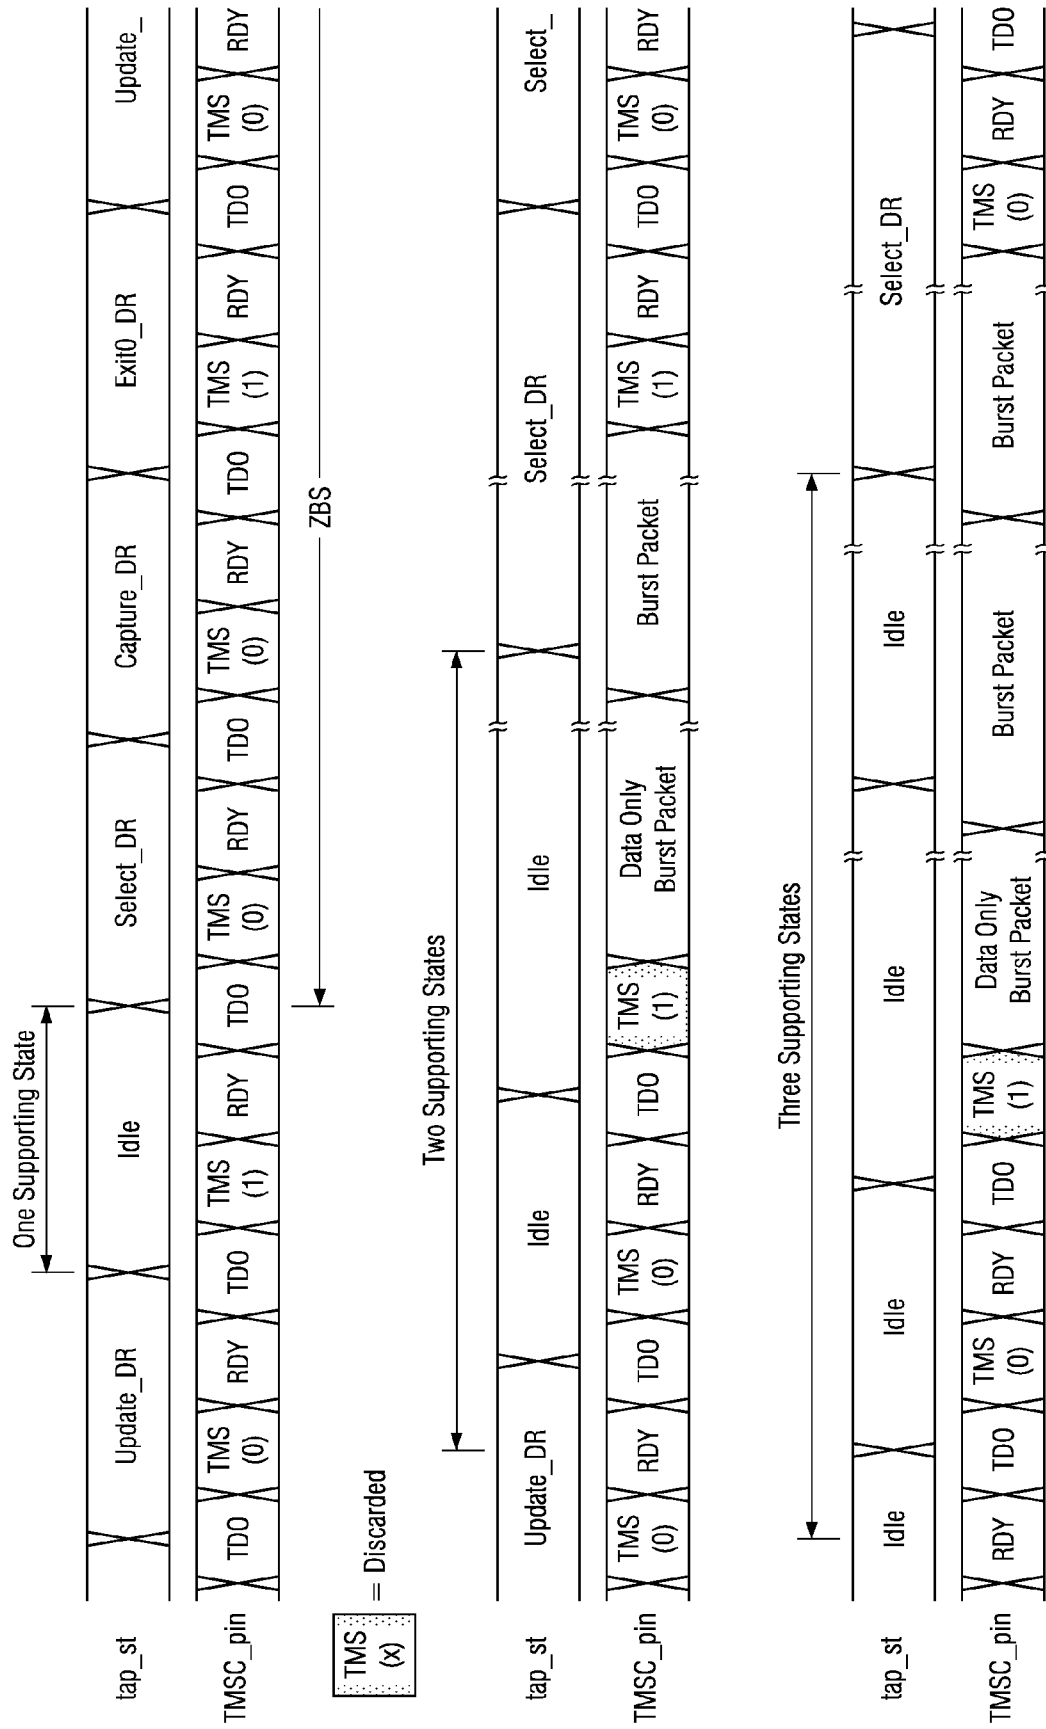 One Supporting State
tap_st
Update_DR
Idle
Select_DR
Capture_DR
Exit0_DR
Update_
TMSC_pin
TDO
TMS
(0)
RDY
TDO
TMS
(1)
RDY
TDO
TMS
(0)
RDY
TDO
TMS
(0)
RDY
TDO
TMS
(1)
RDY
TDO
TMS
(0)
RDY
ZBS
TMS
(x)
= Discarded
Two Supporting States
tap_st
Update_DR
Idle
Idle
Select_DR
Select_
TMSC_pin
TMS
(0)
RDY
TDO
TMS
(0)
RDY
TDO
TMS
(1)
Data Only
Burst Packet
Burst Packet
TMS
(1)
RDY
TDO
TMS
(0)
RDY
Three Supporting States
tap_st
Idle
Idle
Idle
Idle
Select_DR
TMSC_pin
RDY
TDO
TMS
(0)
RDY
TDO
TMS
(1)
Data Only
Burst Packet
Burst Packet
Burst Packet
TMS
(0)
RDY
TDO